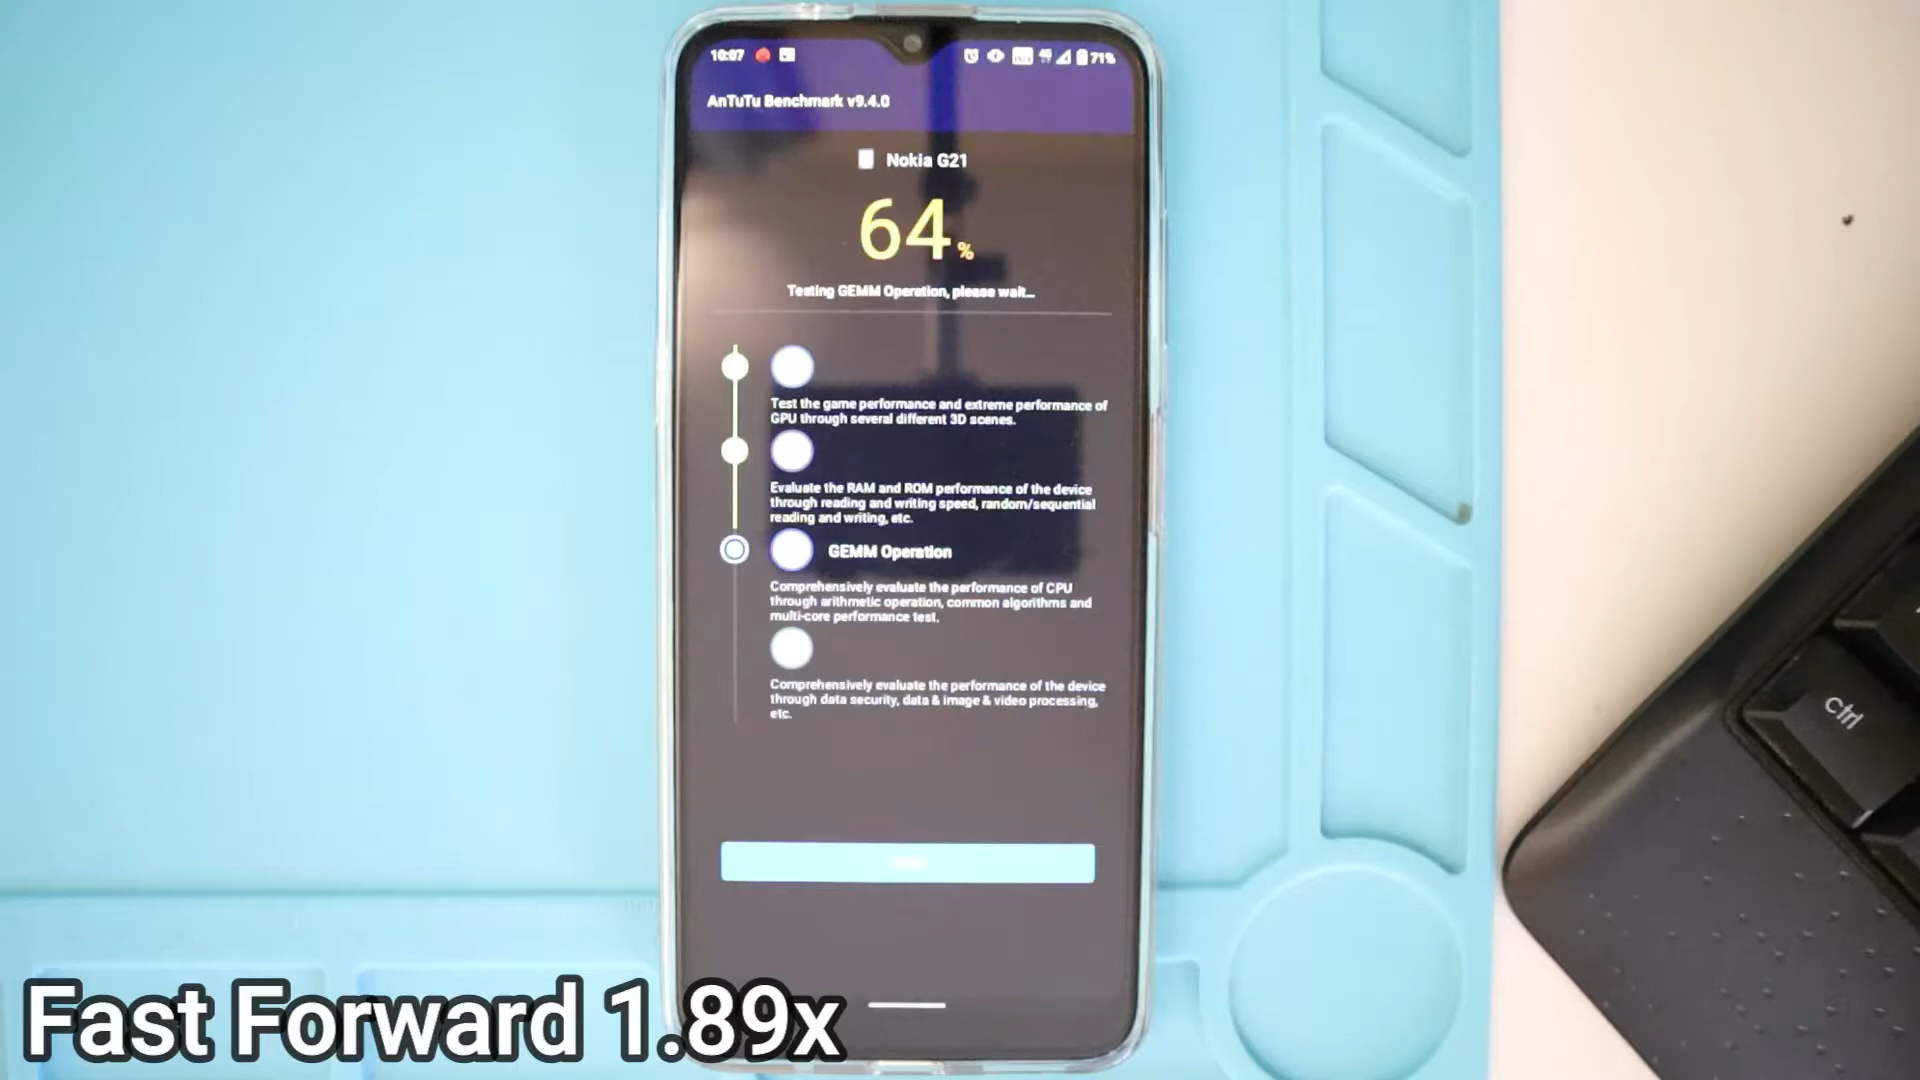 10:07
4G
71%
AnTuTu Benchmark v9.4.0
Nokia G21
64%
Testing GEMM Operation, please wait...
Test the game performance and extreme performance of
GPU through several different 3D scenes.
Evaluate the RAM and ROM performance of the device
through reading and writing speed, random/sequential
reading and writing, etc.
GEMM Operation
Comprehensively evaluate the performance of CPU
through arithmetic operation, common algorithms and
multi-core performance test.
Comprehensively evaluate the performance of the device
through data security, data & image & video processing,
etc.
Ctrl
Fast Forward 1.89x